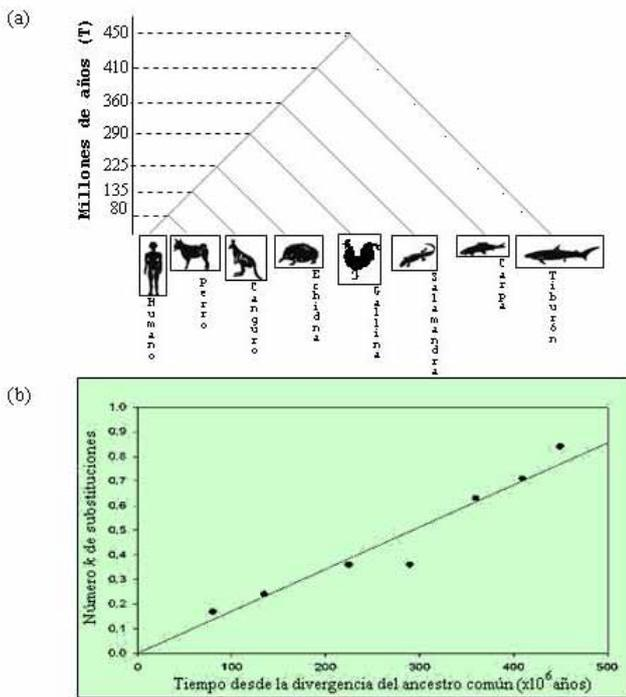 (a)
Millones de años (T)
450
410
360
290
225
135
80
Humano
Perro
Canguro
Echidna
Gallina
Salamandra
Carpa
Tiburón
(b)
Número k de substituciones
1.0
0.9
0.8
0.7
0.6
0.5
0.4
0.3
0.2
0.1
0.0
0
100
200
300
400
500
Tiempo desde la divergencia del ancestro común (x10⁶ años)